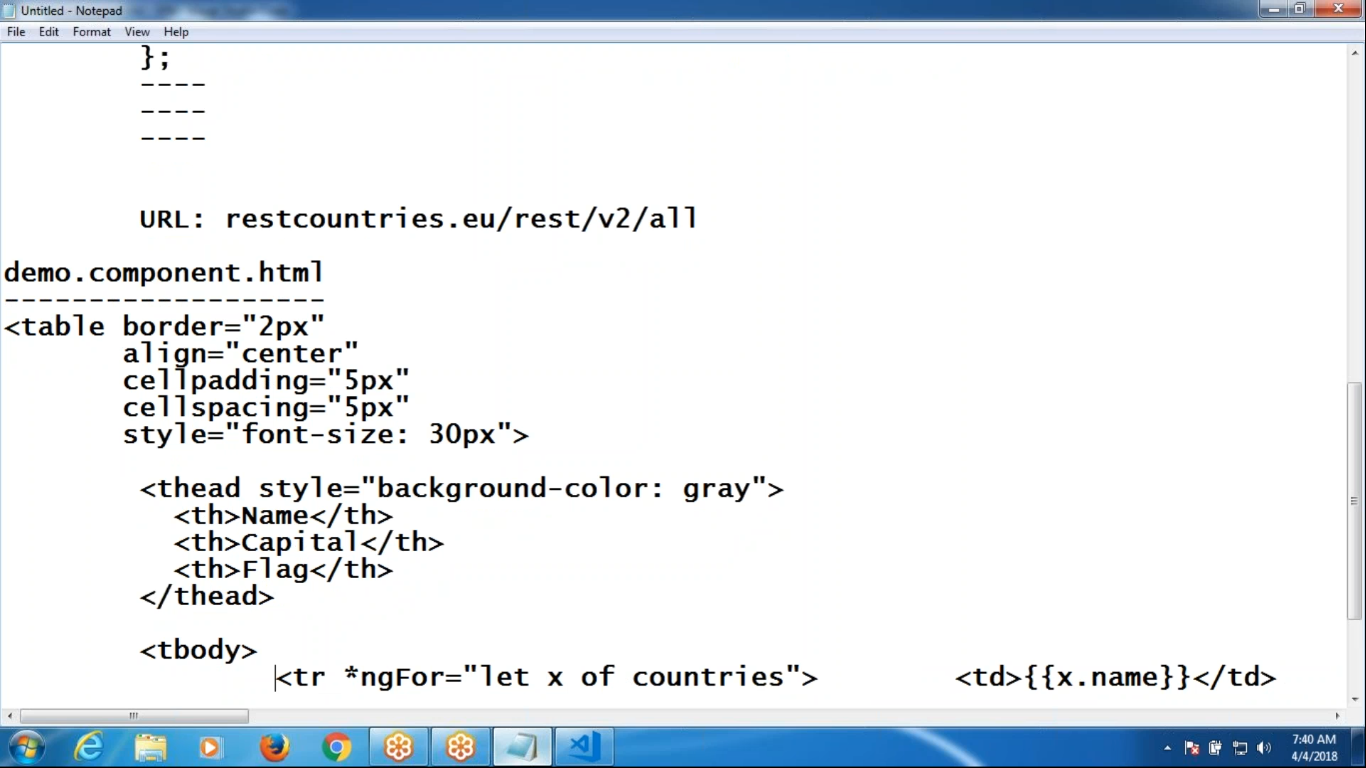 Untitled - Notepad
File Edit Format View Help
};
----
----
----
URL: restcountries.eu/rest/v2/all
demo.component.html
-------------------
<table border="2px"
align="center"
cellpadding="5px"
cellspacing="5px"
style="font-size: 30px">
<thead style="background-color: gray">
<th>Name</th>
<th>Capital</th>
<th>Flag</th>
</thead>
<tbody>
<tr *ngFor="let x of countries"> <td>{{x.name}}</td>
7:40 AM
4/4/2018